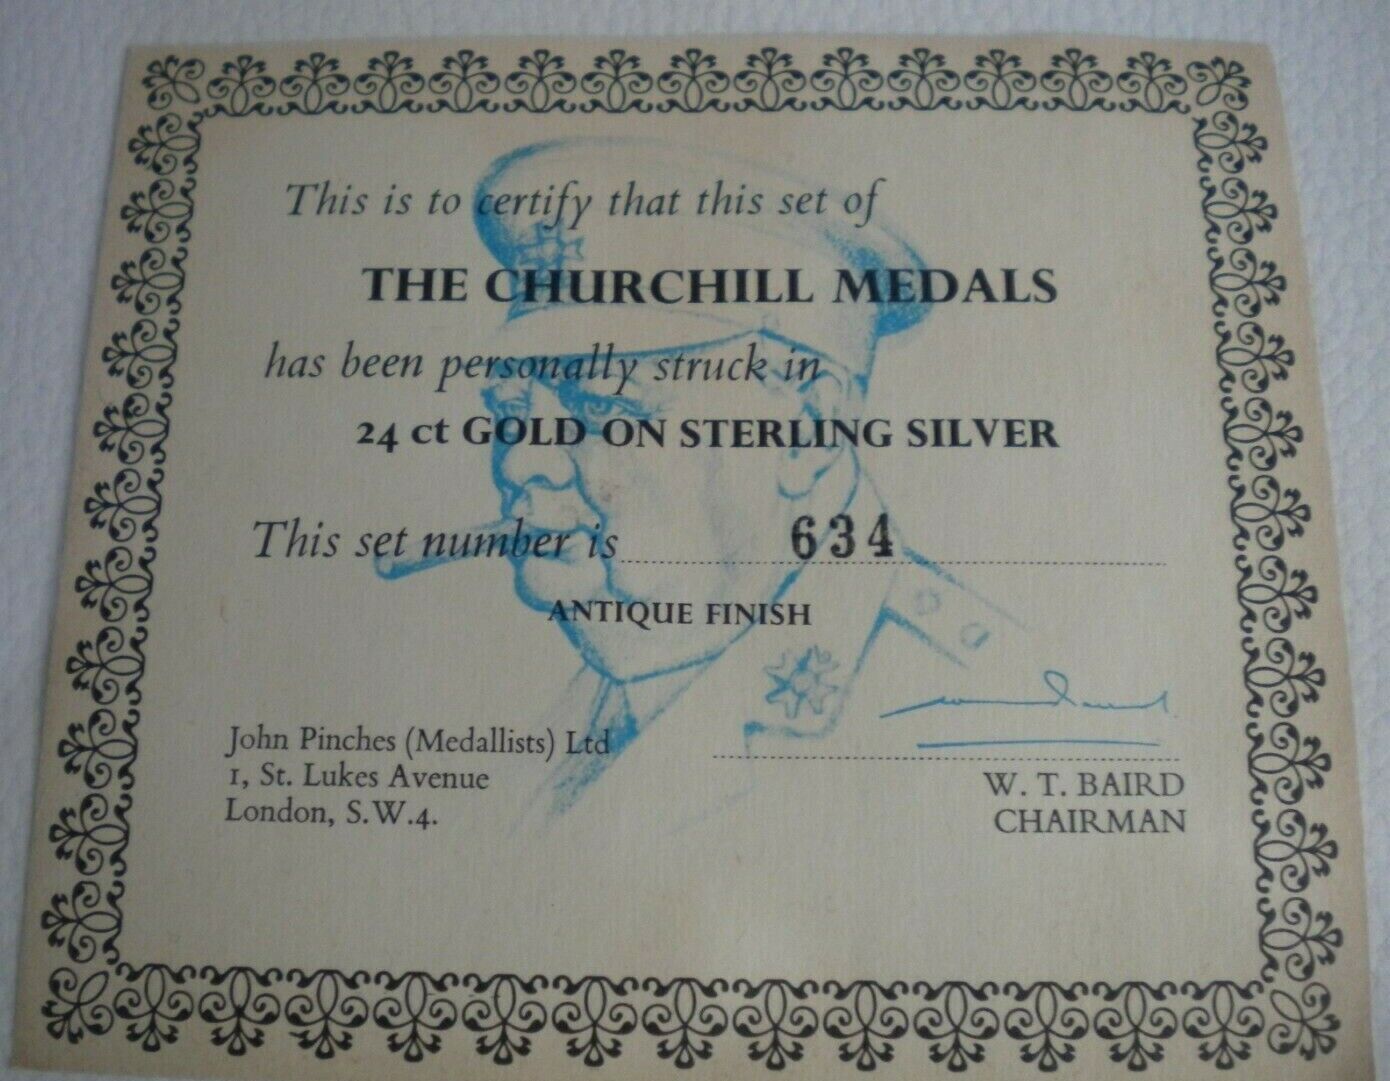 This is to certify that this set of
THE CHURCHILL MEDALS
has been personally struck in
24 ct GOLD ON STERLING SILVER
This set number is 634
ANTIQUE FINISH
John Pinches (Medallists) Ltd
1, St. Lukes Avenue
London, S.W.4.
W. T. BAIRD
CHAIRMAN